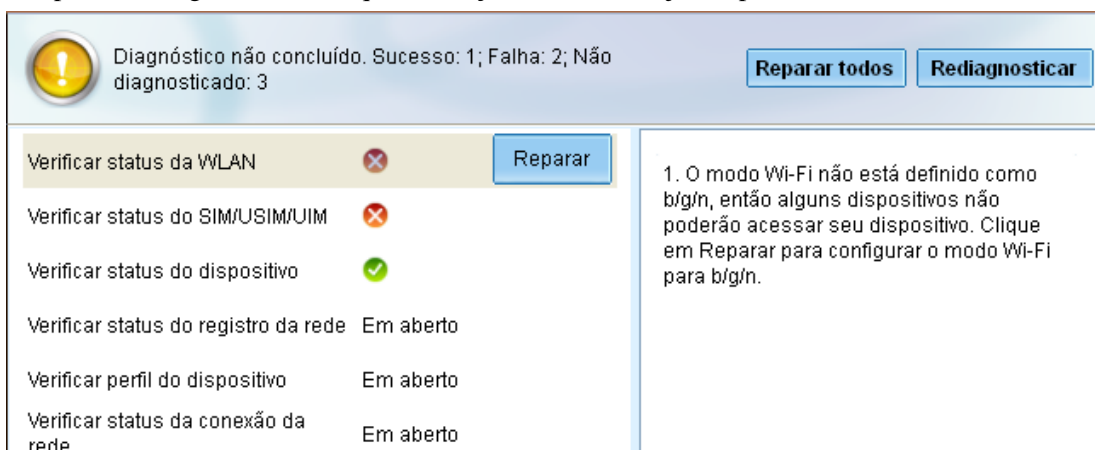 Diagnóstico não concluído. Sucesso: 1; Falha: 2; Não
diagnosticado: 3
Reparar todos
Rediagnosticar
Verificar status da WLAN
Reparar
Verificar status do SIM/USIM/UIM
Verificar status do dispositivo
Verificar status do registro da rede Em aberto
Verificar perfil do dispositivo Em aberto
Verificar status da conexão da
rede
Em aberto
1. O modo Wi-Fi não está definido como
b/g/n, então alguns dispositivos não
poderão acessar seu dispositivo. Clique
em Reparar para configurar o modo Wi-Fi
para b/g/n.